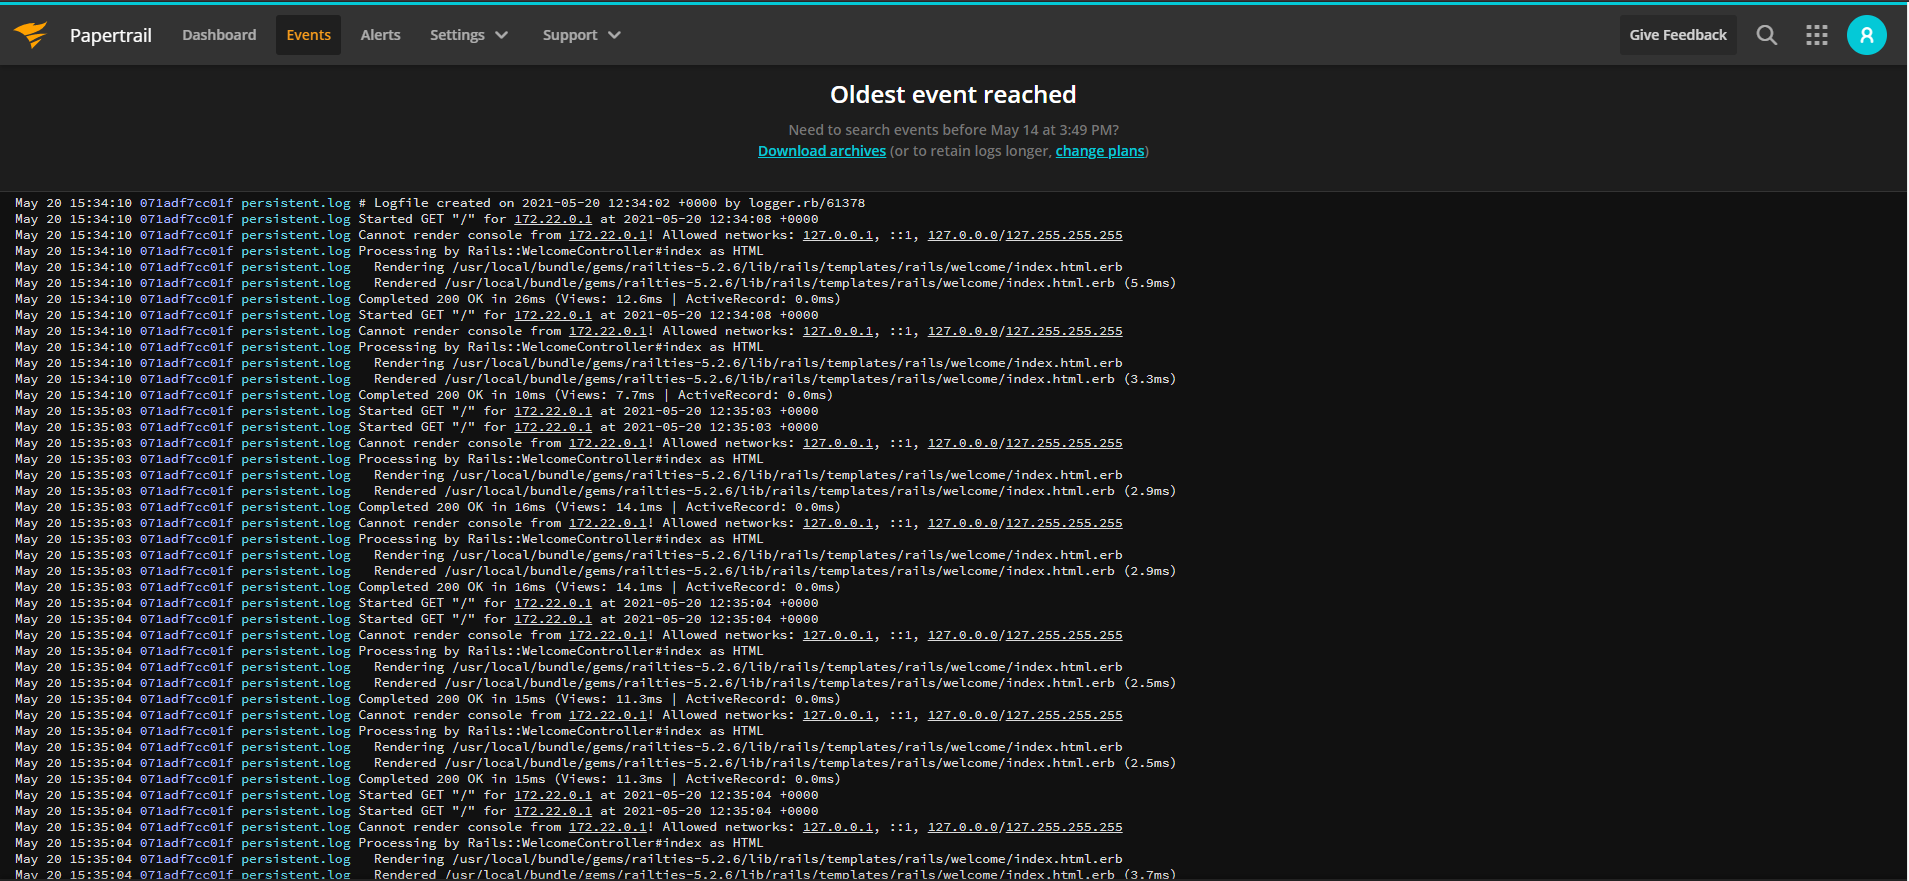 Papertrail Dashboard Events Alerts Settings Support Give Feedback
Oldest event reached
Need to search events before May 14 at 3:49 PM?
Download archives (or to retain logs longer, change plans)
May 20 15:34:10 071adf7cc01f persistent.log # Logfile created on 2021-05-20 12:34:02 +0000 by logger.rb/61378
May 20 15:34:10 071adf7cc01f persistent.log Started GET "/" for 172.22.0.1 at 2021-05-20 12:34:08 +0000
May 20 15:34:10 071adf7cc01f persistent.log Cannot render console from 172.22.0.1! Allowed networks: 127.0.0.1, ::1, 127.0.0.0/127.255.255.255
May 20 15:34:10 071adf7cc01f persistent.log Processing by Rails::WelcomeController#index as HTML
May 20 15:34:10 071adf7cc01f persistent.log   Rendering /usr/local/bundle/gems/railties-5.2.6/lib/rails/templates/rails/welcome/index.html.erb
May 20 15:34:10 071adf7cc01f persistent.log   Rendered /usr/local/bundle/gems/railties-5.2.6/lib/rails/templates/rails/welcome/index.html.erb (5.9ms)
May 20 15:34:10 071adf7cc01f persistent.log Completed 200 OK in 26ms (Views: 12.6ms | ActiveRecord: 0.0ms)
May 20 15:34:10 071adf7cc01f persistent.log Started GET "/" for 172.22.0.1 at 2021-05-20 12:34:08 +0000
May 20 15:34:10 071adf7cc01f persistent.log Cannot render console from 172.22.0.1! Allowed networks: 127.0.0.1, ::1, 127.0.0.0/127.255.255.255
May 20 15:34:10 071adf7cc01f persistent.log Processing by Rails::WelcomeController#index as HTML
May 20 15:34:10 071adf7cc01f persistent.log   Rendering /usr/local/bundle/gems/railties-5.2.6/lib/rails/templates/rails/welcome/index.html.erb
May 20 15:34:10 071adf7cc01f persistent.log   Rendered /usr/local/bundle/gems/railties-5.2.6/lib/rails/templates/rails/welcome/index.html.erb (3.3ms)
May 20 15:34:10 071adf7cc01f persistent.log Completed 200 OK in 10ms (Views: 7.7ms | ActiveRecord: 0.0ms)
May 20 15:35:03 071adf7cc01f persistent.log Started GET "/" for 172.22.0.1 at 2021-05-20 12:35:03 +0000
May 20 15:35:03 071adf7cc01f persistent.log Started GET "/" for 172.22.0.1 at 2021-05-20 12:35:03 +0000
May 20 15:35:03 071adf7cc01f persistent.log Cannot render console from 172.22.0.1! Allowed networks: 127.0.0.1, ::1, 127.0.0.0/127.255.255.255
May 20 15:35:03 071adf7cc01f persistent.log Processing by Rails::WelcomeController#index as HTML
May 20 15:35:03 071adf7cc01f persistent.log   Rendering /usr/local/bundle/gems/railties-5.2.6/lib/rails/templates/rails/welcome/index.html.erb
May 20 15:35:03 071adf7cc01f persistent.log   Rendered /usr/local/bundle/gems/railties-5.2.6/lib/rails/templates/rails/welcome/index.html.erb (2.9ms)
May 20 15:35:03 071adf7cc01f persistent.log Completed 200 OK in 16ms (Views: 14.1ms | ActiveRecord: 0.0ms)
May 20 15:35:03 071adf7cc01f persistent.log Cannot render console from 172.22.0.1! Allowed networks: 127.0.0.1, ::1, 127.0.0.0/127.255.255.255
May 20 15:35:03 071adf7cc01f persistent.log Processing by Rails::WelcomeController#index as HTML
May 20 15:35:03 071adf7cc01f persistent.log   Rendering /usr/local/bundle/gems/railties-5.2.6/lib/rails/templates/rails/welcome/index.html.erb
May 20 15:35:03 071adf7cc01f persistent.log   Rendered /usr/local/bundle/gems/railties-5.2.6/lib/rails/templates/rails/welcome/index.html.erb (2.9ms)
May 20 15:35:03 071adf7cc01f persistent.log Completed 200 OK in 16ms (Views: 14.1ms | ActiveRecord: 0.0ms)
May 20 15:35:04 071adf7cc01f persistent.log Started GET "/" for 172.22.0.1 at 2021-05-20 12:35:04 +0000
May 20 15:35:04 071adf7cc01f persistent.log Started GET "/" for 172.22.0.1 at 2021-05-20 12:35:04 +0000
May 20 15:35:04 071adf7cc01f persistent.log Cannot render console from 172.22.0.1! Allowed networks: 127.0.0.1, ::1, 127.0.0.0/127.255.255.255
May 20 15:35:04 071adf7cc01f persistent.log Processing by Rails::WelcomeController#index as HTML
May 20 15:35:04 071adf7cc01f persistent.log   Rendering /usr/local/bundle/gems/railties-5.2.6/lib/rails/templates/rails/welcome/index.html.erb
May 20 15:35:04 071adf7cc01f persistent.log   Rendered /usr/local/bundle/gems/railties-5.2.6/lib/rails/templates/rails/welcome/index.html.erb (2.5ms)
May 20 15:35:04 071adf7cc01f persistent.log Completed 200 OK in 15ms (Views: 11.3ms | ActiveRecord: 0.0ms)
May 20 15:35:04 071adf7cc01f persistent.log Cannot render console from 172.22.0.1! Allowed networks: 127.0.0.1, ::1, 127.0.0.0/127.255.255.255
May 20 15:35:04 071adf7cc01f persistent.log Processing by Rails::WelcomeController#index as HTML
May 20 15:35:04 071adf7cc01f persistent.log   Rendering /usr/local/bundle/gems/railties-5.2.6/lib/rails/templates/rails/welcome/index.html.erb
May 20 15:35:04 071adf7cc01f persistent.log   Rendered /usr/local/bundle/gems/railties-5.2.6/lib/rails/templates/rails/welcome/index.html.erb (2.5ms)
May 20 15:35:04 071adf7cc01f persistent.log Completed 200 OK in 15ms (Views: 11.3ms | ActiveRecord: 0.0ms)
May 20 15:35:04 071adf7cc01f persistent.log Started GET "/" for 172.22.0.1 at 2021-05-20 12:35:04 +0000
May 20 15:35:04 071adf7cc01f persistent.log Started GET "/" for 172.22.0.1 at 2021-05-20 12:35:04 +0000
May 20 15:35:04 071adf7cc01f persistent.log Cannot render console from 172.22.0.1! Allowed networks: 127.0.0.1, ::1, 127.0.0.0/127.255.255.255
May 20 15:35:04 071adf7cc01f persistent.log Processing by Rails::WelcomeController#index as HTML
May 20 15:35:04 071adf7cc01f persistent.log   Rendering /usr/local/bundle/gems/railties-5.2.6/lib/rails/templates/rails/welcome/index.html.erb
May 20 15:35:04 071adf7cc01f persistent.log   Rendered /usr/local/bundle/gems/railties-5.2.6/lib/rails/templates/rails/welcome/index.html.erb (3.7ms)